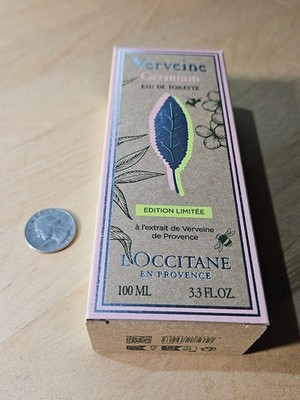 Verveine
Geranium
EAU DE TOILETTE
EDITION LIMITÉE
à l'extrait de Verveine
de Provence
L'OCCITANE
EN PROVENCE
100 ML 3.3 FL.OZ.